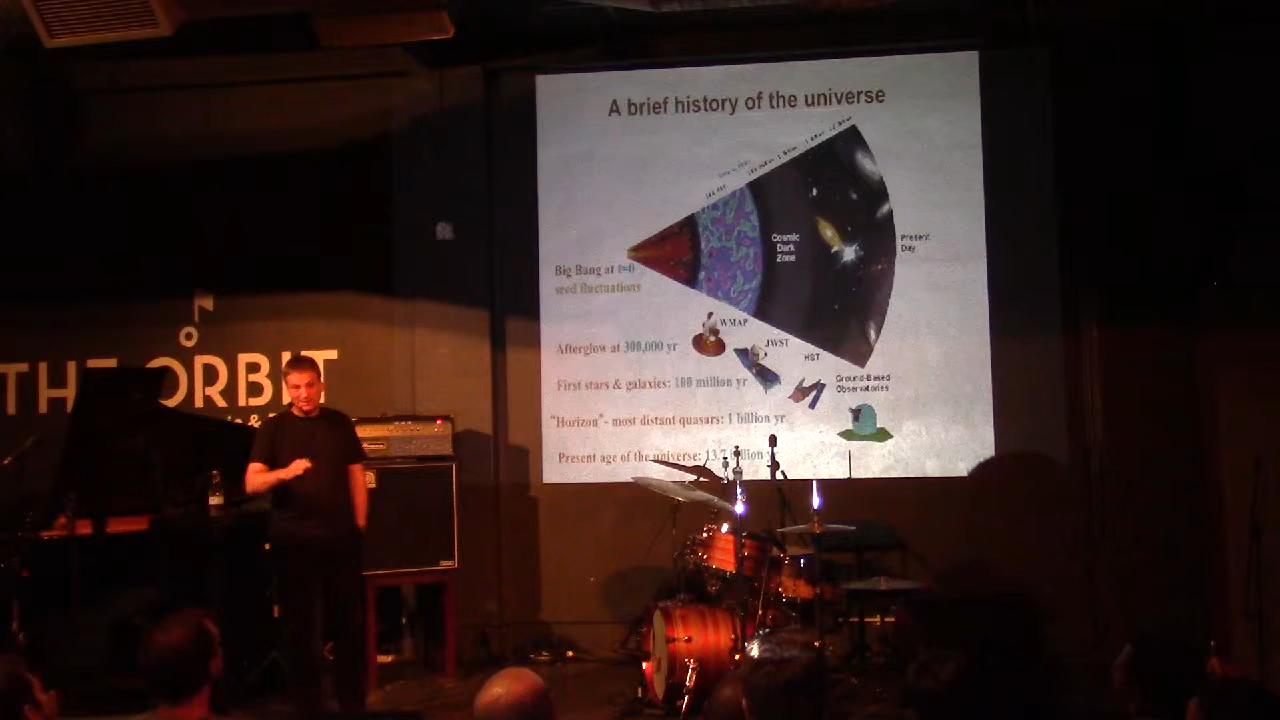 A brief history of the universe
Cosmic
Dark
Zone
Present
Day
Big Bang at t=0
seed fluctuations
WMAP
Afterglow at 300,000 yr
JWST
HST
First stars & galaxies: 100 million yr
Ground-Based
Observatories
"Horizon"- most distant quasars: 1 billion yr
Present age of the universe: 13.7 billion
THE ORBIT
&